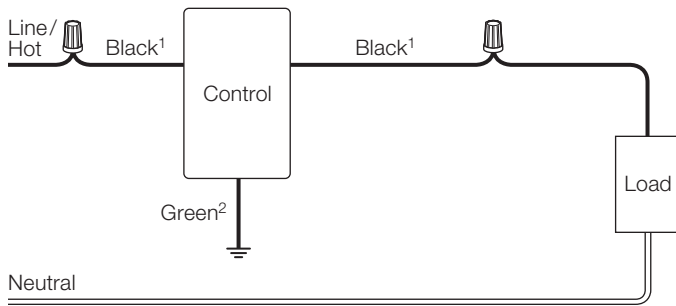 Line/
Hot
Black¹
Black¹
Control
Load
Green²
Neutral